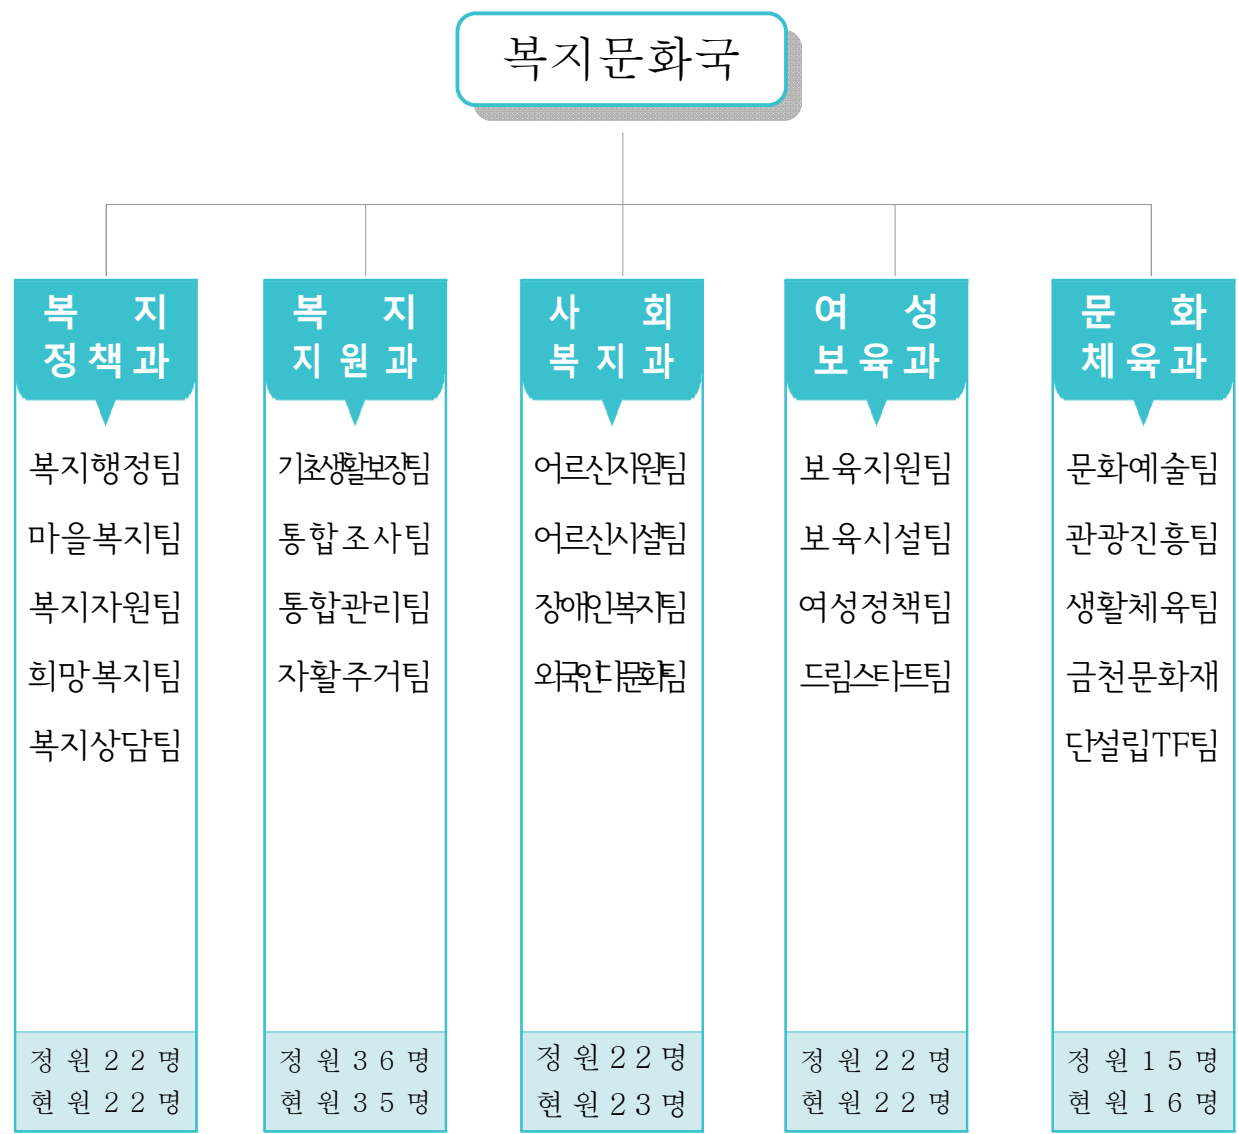 복지문화국
복 지
정책과
복행정팀
마을복지팀
복지자원팀
희망복지팀
복지상담팀
정 원 2 2 명
현 원 2 2 명
복 지
지 원 과
기초생활보장팀
통합조사팀
통합관리팀
자활주거팀
정 원 3 6 명
현 원 3 5 명
사 회
복 지 과
어르신지원팀
어르신시설팀
장애인복지팀
외국인다문화팀
정 원 2 2 명
현 원 2 3 명
여 성
보육과
보육지원팀
보육시설팀
여성정책팀
드림스타트팀
정 원 2 2 명
현 원 2 2 명
문 화
체육과
문화예술팀
관광진흥팀
생활체육팀
금천문화재
단설립TF팀
정 원 1 5 명
현 원 1 6 명